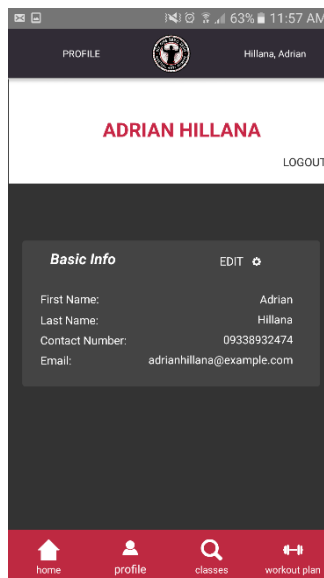 63% 11:57 AM
PROFILE
Hillana, Adrian
ADRIAN HILLANA
LOGOUT
Basic Info
EDIT
First Name: Adrian
Last Name: Hillana
Contact Number: 09338932474
Email: adrianhillana@example.com
home profile classes workout plan